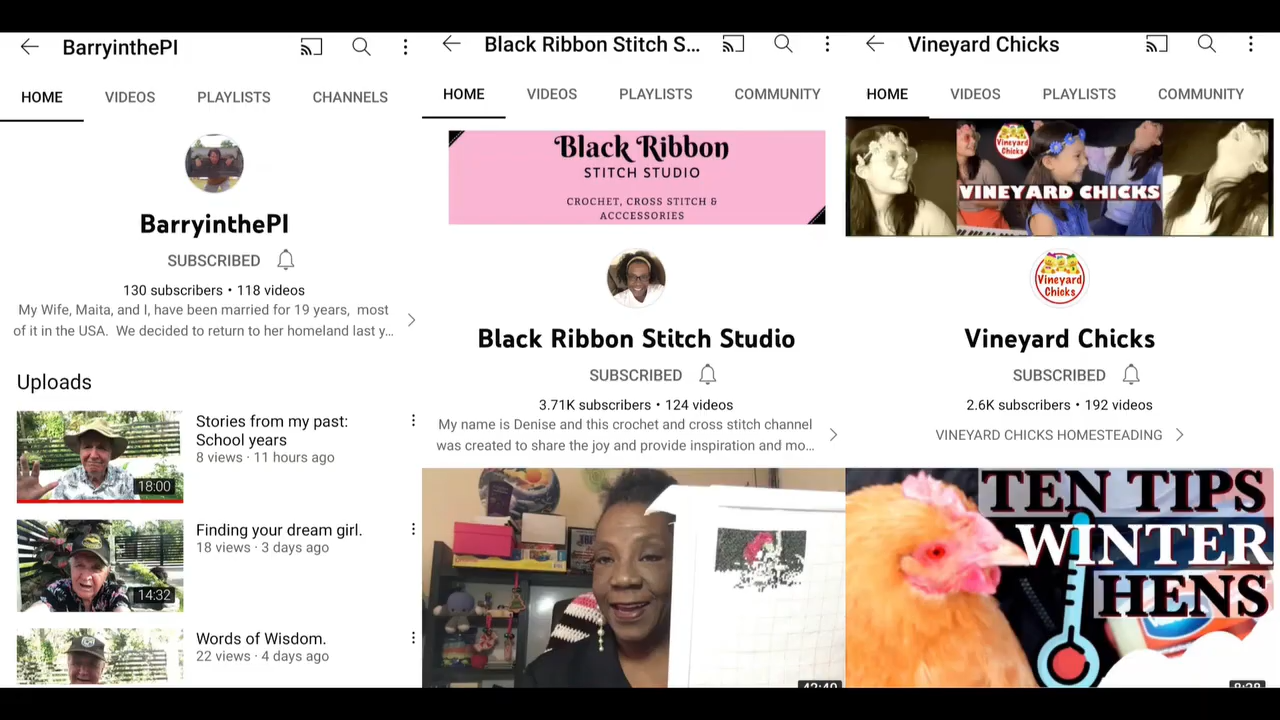 BarryinthePI
HOME VIDEOS PLAYLISTS CHANNELS
BarryinthePI
SUBSCRIBED
130 subscribers • 118 videos
My Wife, Maita, and I, have been married for 19 years, most
of it in the USA. We decided to return to her homeland last y...
Uploads
Stories from my past:
School years
8 views · 11 hours ago
18:00
Finding your dream girl.
18 views · 3 days ago
14:32
Words of Wisdom.
22 views · 4 days ago
Black Ribbon Stitch S...
HOME VIDEOS PLAYLISTS COMMUNITY
Black Ribbon
STITCH STUDIO
CROCHET, CROSS STITCH &
ACCCESSORIES
Black Ribbon Stitch Studio
SUBSCRIBED
3.71K subscribers • 124 videos
My name is Denise and this crochet and cross stitch channel
was created to share the joy and provide inspiration and mo...
Vineyard Chicks
HOME VIDEOS PLAYLISTS COMMUNITY
Vineyard
Chicks
VINEYARD CHICKS
Vineyard
Chicks
Vineyard Chicks
SUBSCRIBED
2.6K subscribers • 192 videos
VINEYARD CHICKS HOMESTEADING
TEN TIPS
WINTER
HENS